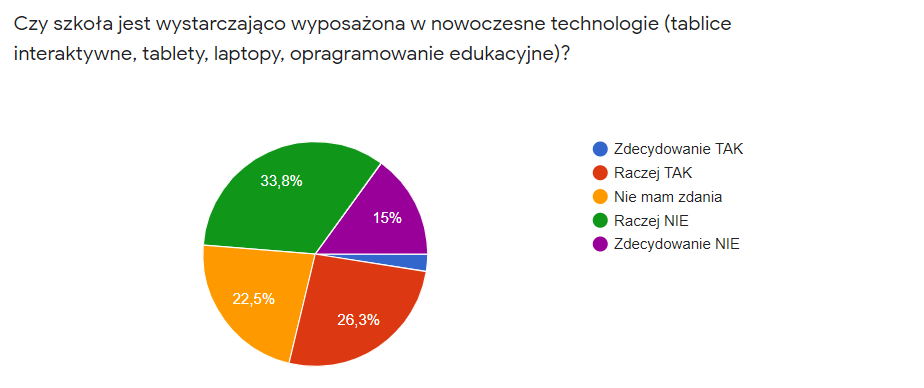 Czy szkoła jest wystarczająco wyposażona w nowoczesne technologie (tablice
interaktywne, tablety, laptopy, opragramowanie edukacyjne)?
33,8%
15%
22,5%
26,3%
Zdecydowanie TAK
Raczej TAK
Nie mam zdania
Raczej NIE
Zdecydowanie NIE